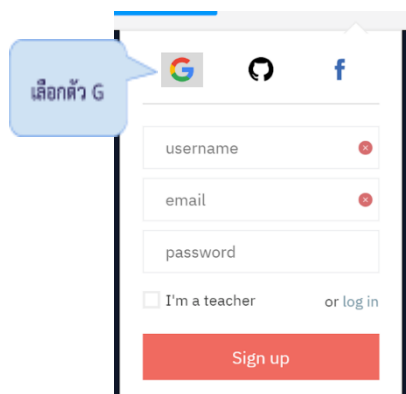 เลือกตัว G
username
email
password
I'm a teacher
or log in
Sign up